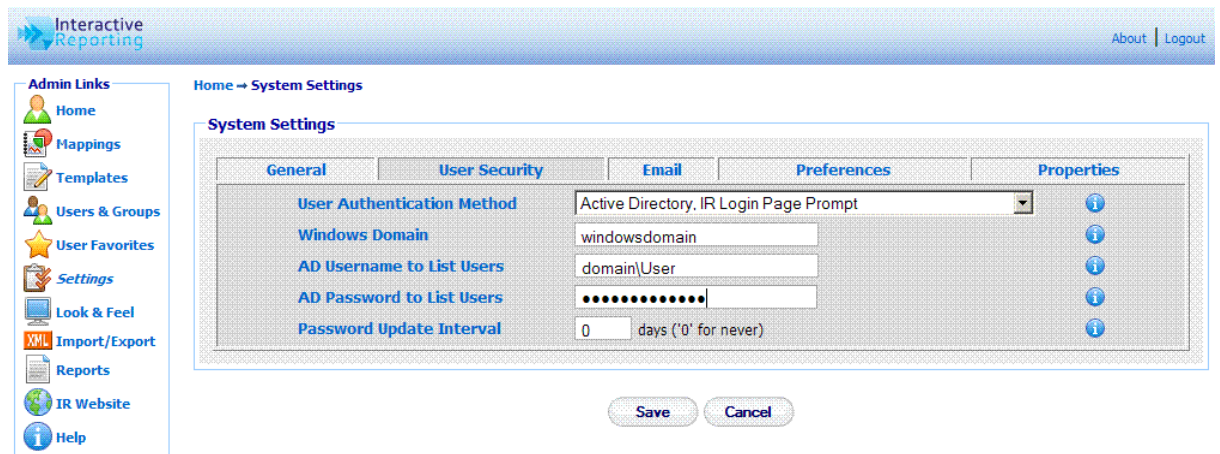 Interactive
Reporting
About | Logout
Admin Links
Home
Mappings
Templates
Users & Groups
User Favorites
Settings
Look & Feel
XML Import/Export
Reports
IR Website
Help
Home → System Settings
System Settings
General User Security Email Preferences Properties
User Authentication Method Active Directory, IR Login Page Prompt
Windows Domain windowsdomain
AD Username to List Users domain\User
AD Password to List Users •••••••••••••
Password Update Interval 0 days ('0' for never)
Save Cancel